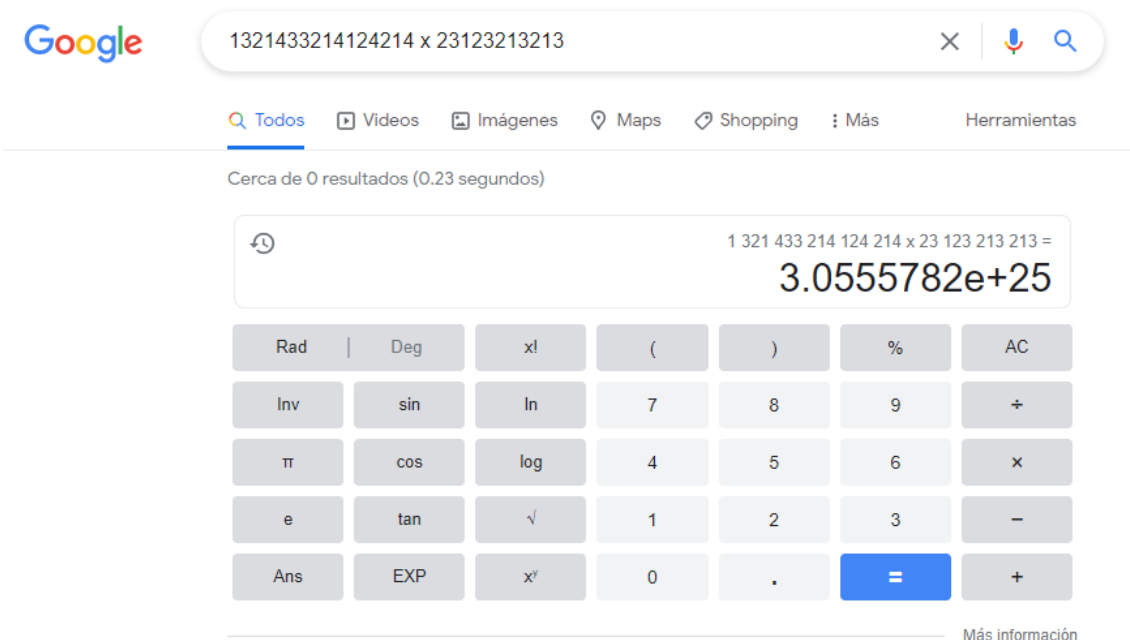 Google 1321433214124214 x 23123213213
Todos Videos Imágenes Maps Shopping Más Herramientas
Cerca de 0 resultados (0.23 segundos)
1 321 433 214 124 214 x 23 123 213 213 =
3.0555782e+25
Rad | Deg x! ( ) % AC
Inv sin ln 7 8 9 ÷
π cos log 4 5 6 ×
e tan √ 1 2 3 −
Ans EXP xʸ 0 . = +
Más información